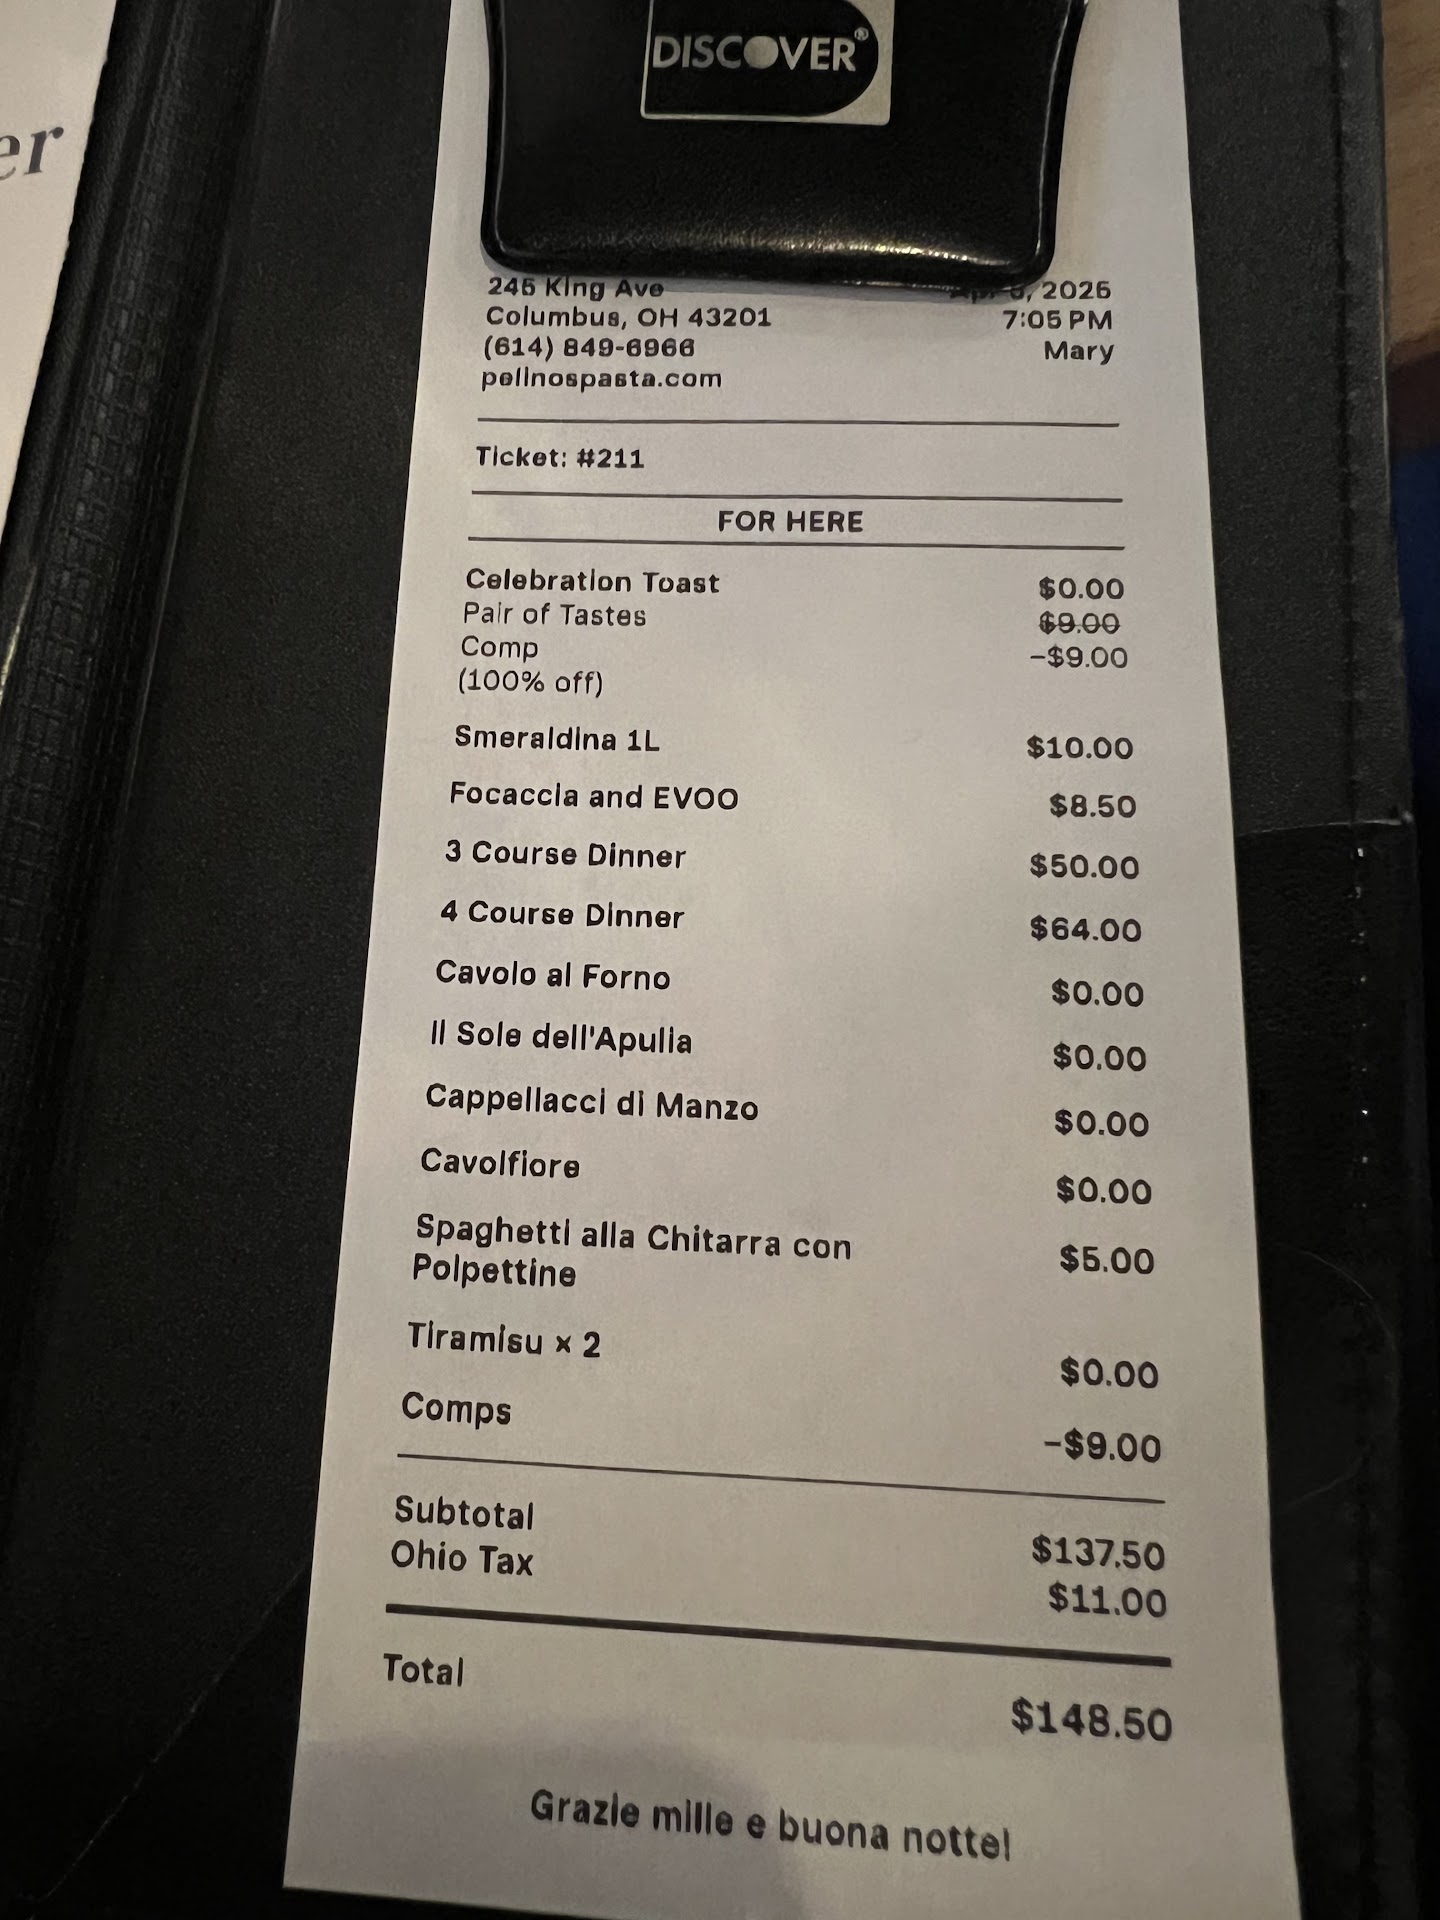 er
DISCOVER®
246 King Ave
Columbus, OH 43201
(614) 849-6966
pelinospasta.com
2025
7:05 PM
Mary
Ticket: #211
FOR HERE
Celebration Toast $0.00
Pair of Tastes $9.00
Comp -$9.00
(100% off)
Smeraldina 1L $10.00
Focaccia and EVOO $8.50
3 Course Dinner $50.00
4 Course Dinner $64.00
Cavolo al Forno $0.00
Il Sole dell'Apulia $0.00
Cappellacci di Manzo $0.00
Cavolfiore $0.00
Spaghetti alla Chitarra con $5.00
Polpettine
Tiramisu x 2 $0.00
Comps -$9.00
Subtotal $137.50
Ohio Tax $11.00
Total $148.50
Grazie mille e buona notte!